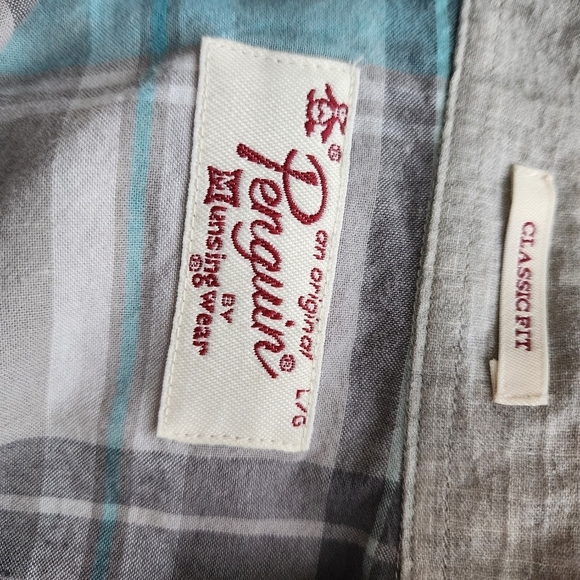 an original
Penguin®
BY
Munsingwear®
L/G
CLASSIC FIT